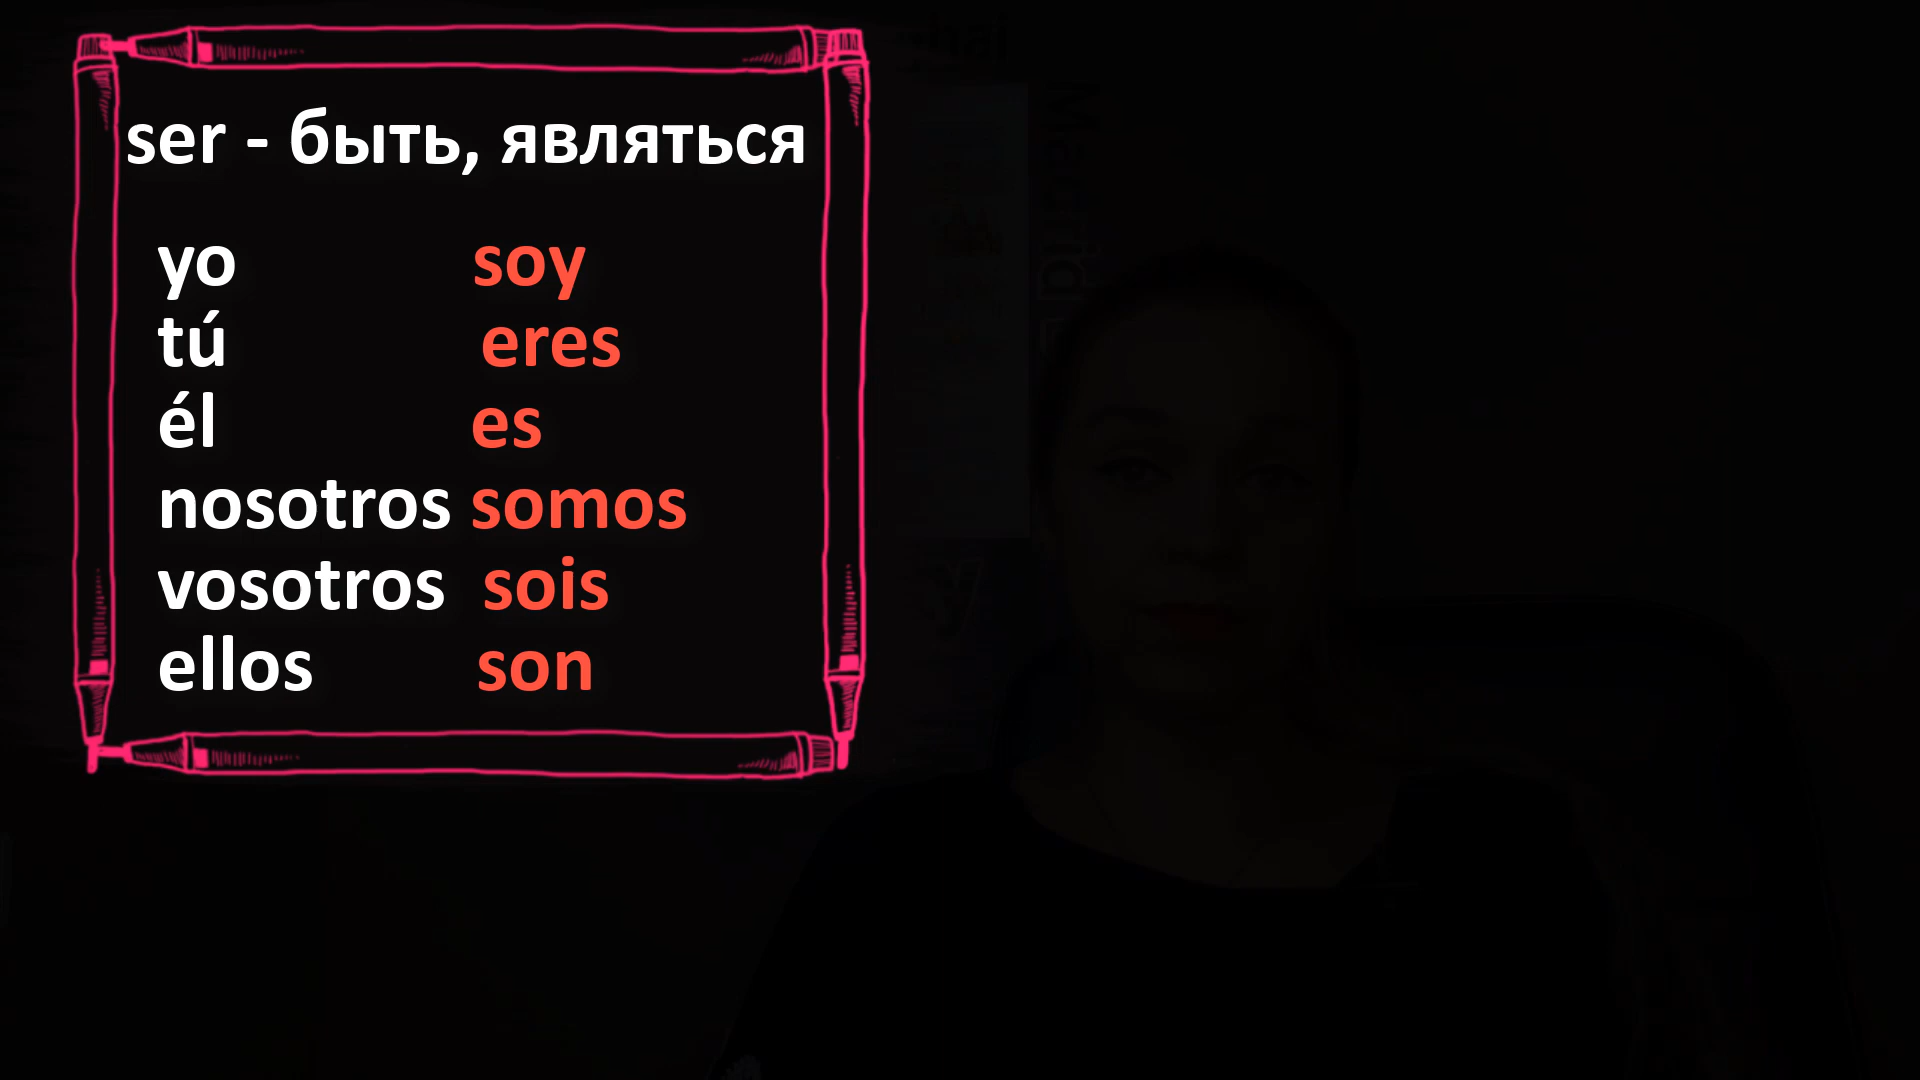 ser - быть, являться
yo soy
tú eres
él es
nosotros somos
vosotros sois
ellos son